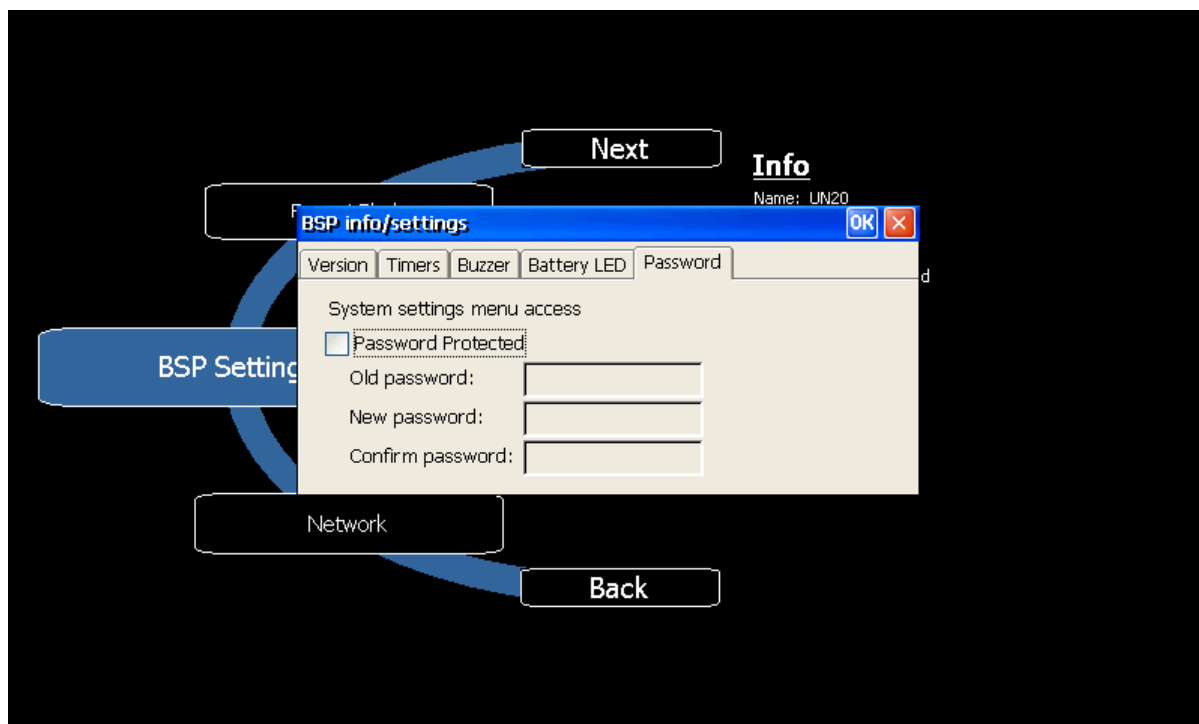 Next
Info
Name: UN20
BSP info/settings
OK
Version
Timers
Buzzer
Battery LED
Password
d
System settings menu access
Password Protected
BSP Setting
Old password:
New password:
Confirm password:
Network
Back